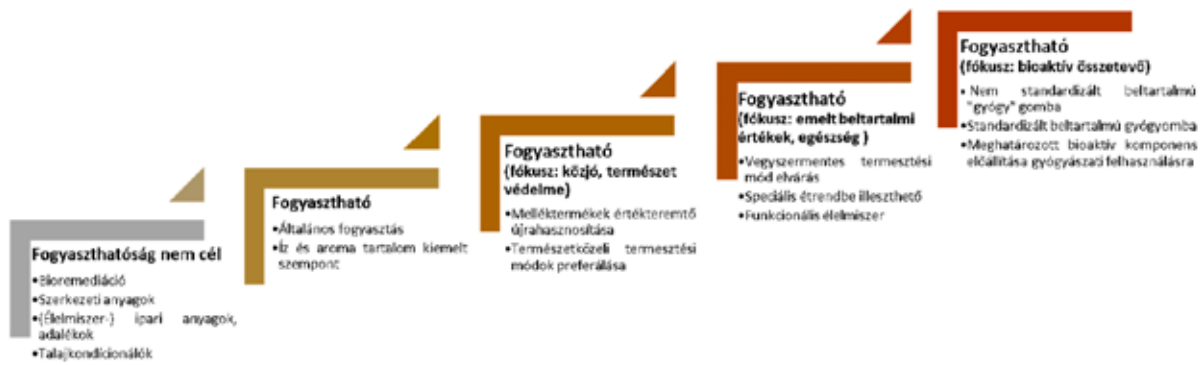 Fogyaszthatóság nem cél
•Bioremediáció
•Szerkezeti anyagok
•(Élelmiszer-) ipari anyagok,
adalékok
•Talajkondícionálók
Fogyasztható
•Általános fogyasztás
•Íz és aroma tartalom kiemelt
szempont
Fogyasztható
(fókusz: közjó, természet
védelme)
•Melléktermékek értékteremtő
újrahasznosítása
•Természetközeli termesztési
módok preferálása
Fogyasztható
(fókusz: emelt beltartalmi
értékek, egészség )
•Vegyszermentes termesztési
mód elvárás
•Speciális étrendbe illeszthető
•Funkcionális élelmiszer
Fogyasztható
(fókusz: bioaktív összetevő)
• Nem standardizált beltartalmú
"gyógy" gomba
•Standardizált beltartalmú gyógyomba
•Meghatározott bioaktív komponens
előállítása gyógyászati felhasználásra